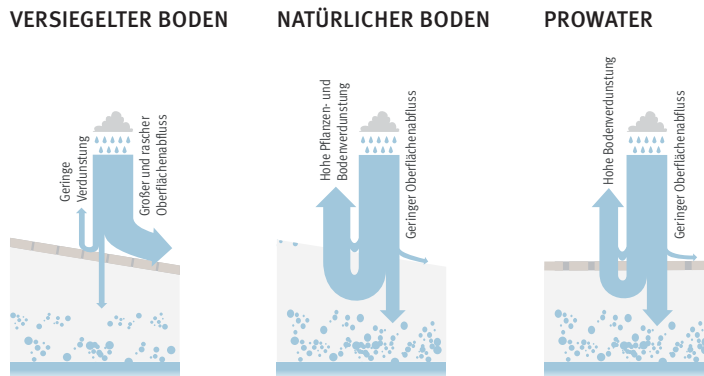 VERSIEGELTER BODEN
Geringe
Verdunstung
Großer und rascher
Oberflächenabfluss
NATÜRLICHER BODEN
Hohe Pflanzen- und
Bodenverdunstung
Geringer Oberflächenabfluss
PROWATER
Hohe Bodenverdunstung
Geringer Oberflächenabfluss